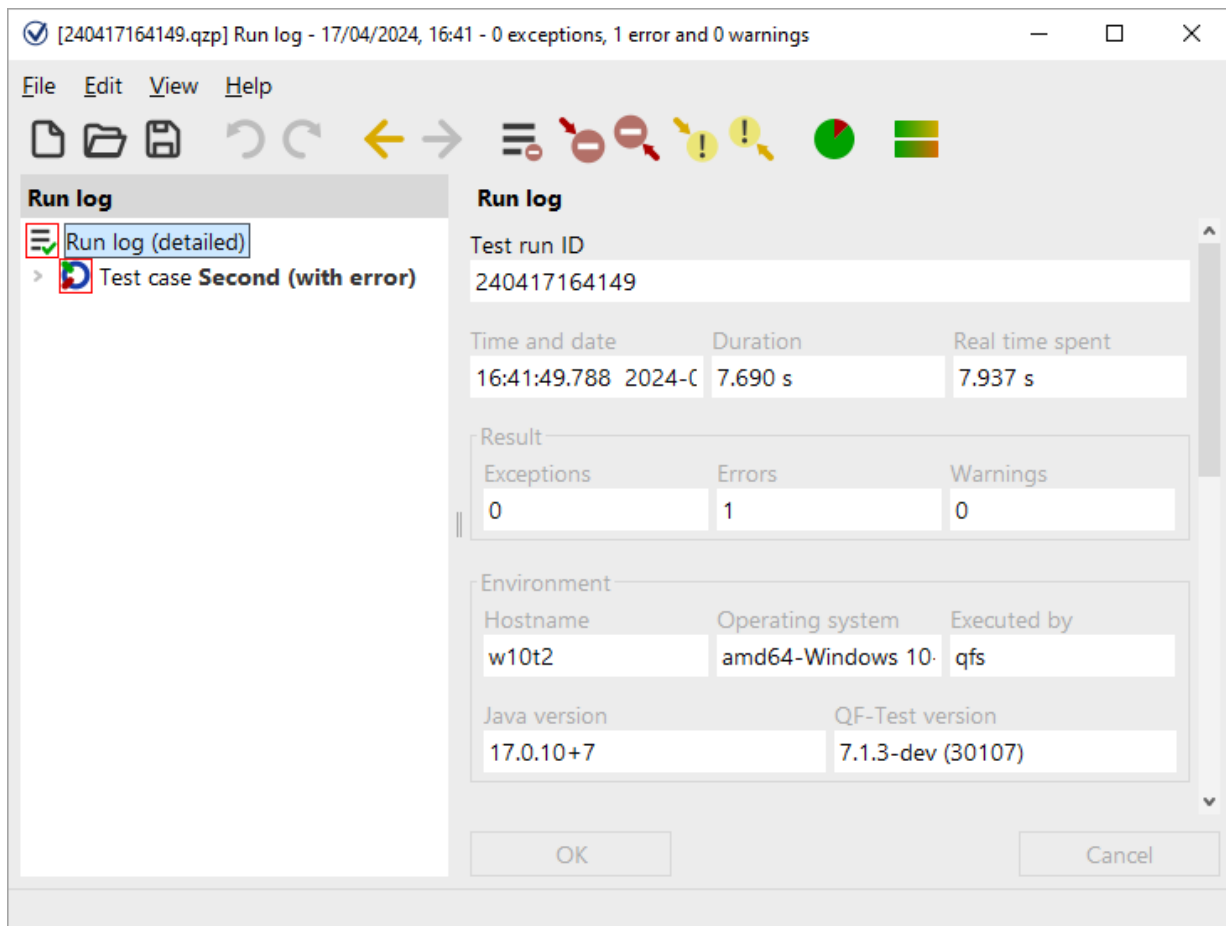 [240417164149.qzp] Run log - 17/04/2024, 16:41 - 0 exceptions, 1 error and 0 warnings
File Edit View Help
Run log
Run log (detailed)
Test case Second (with error)
Run log
Test run ID
240417164149
Time and date Duration Real time spent
16:41:49.788 2024-0 7.690 s 7.937 s
Result
Exceptions Errors Warnings
0 1 0
Environment
Hostname Operating system Executed by
w10t2 amd64-Windows 10- qfs
Java version QF-Test version
17.0.10+7 7.1.3-dev (30107)
OK Cancel